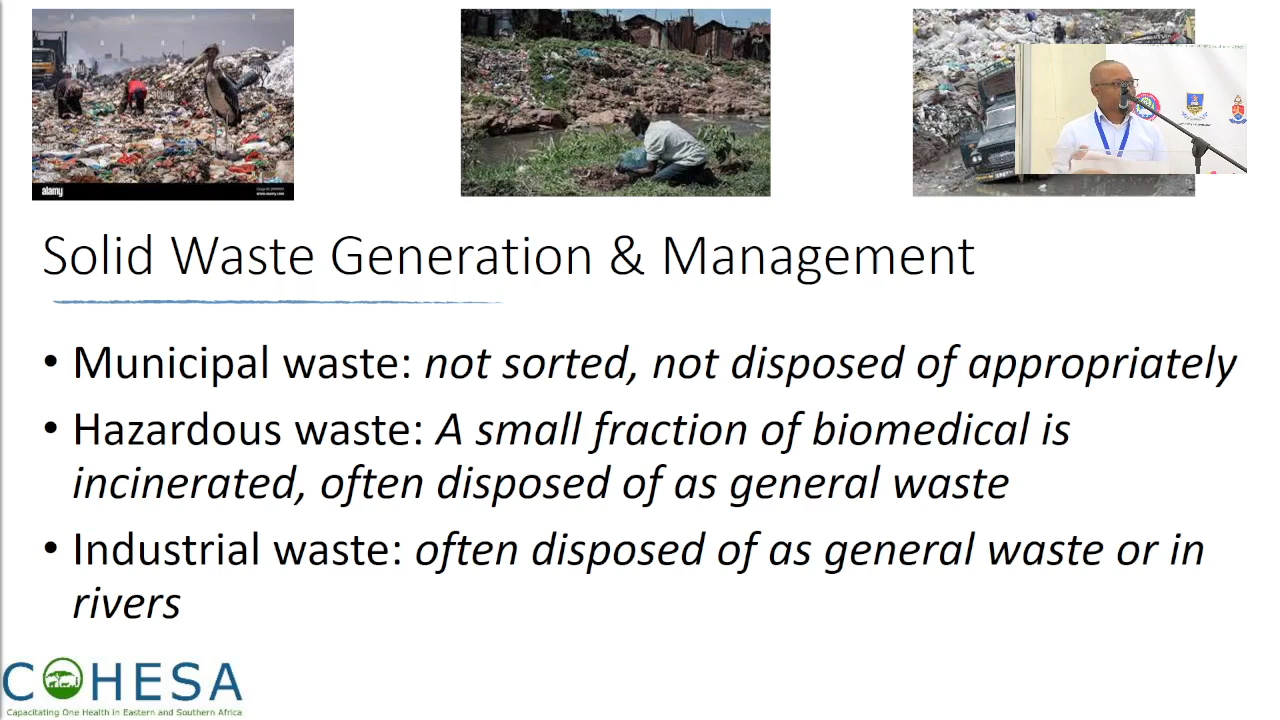 alamy
alamy
Solid Waste Generation & Management
• Municipal waste: not sorted, not disposed of appropriately
• Hazardous waste: A small fraction of biomedical is
incinerated, often disposed of as general waste
• Industrial waste: often disposed of as general waste or in
rivers
COHESA
Capacitating One Health in Eastern and Southern Africa